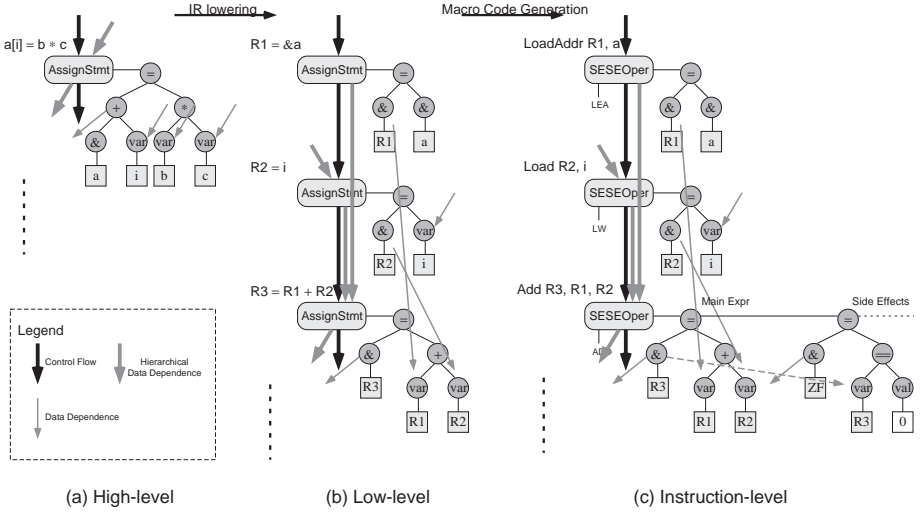 IR lowering
Macro Code Generation
a[i] = b * c
AssignStmt
=
+
*
&
var
var
var
a
i
b
c
R1 = &a
AssignStmt
=
&
&
R1
a
R2 = i
AssignStmt
=
&
var
R2
i
R3 = R1 + R2
AssignStmt
=
&
+
R3
var
var
R1
R2
LoadAddr R1, a
SESEOper
=
LEA
&
&
R1
a
Load R2, i
SESEOper
=
LW
&
var
R2
i
Add R3, R1, R2
Main Expr
Side Effects
SESEOper
=
=
&
+
&
==
R3
var
var
ZF
var
val
R1
R2
R3
0
Legend
Control Flow
Hierarchical
Data Dependence
Data Dependence
(a) High-level
(b) Low-level
(c) Instruction-level